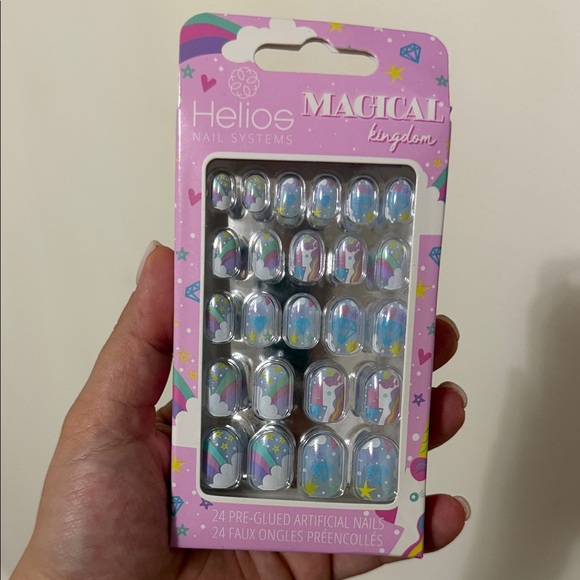 Helios
NAIL SYSTEMS
MAGICAL
kingdom
24 PRE-GLUED ARTIFICIAL NAILS
24 FAUX ONGLES PRÉENCOLLÉS